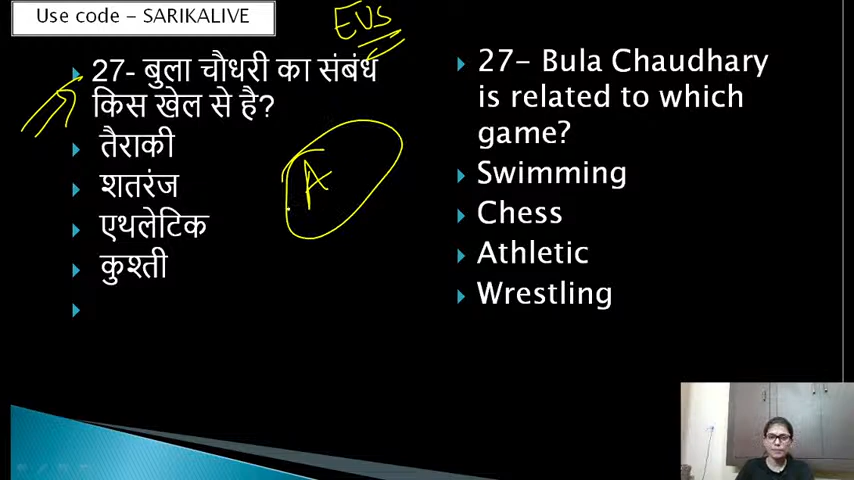 Use code – SARIKALIVE
EVS
27- बुला चौधरी का संबंध
किस खेल से है?
तैराकी
शतरंज
एथलेटिक
कुश्ती
A
27– Bula Chaudhary
is related to which
game?
Swimming
Chess
Athletic
Wrestling